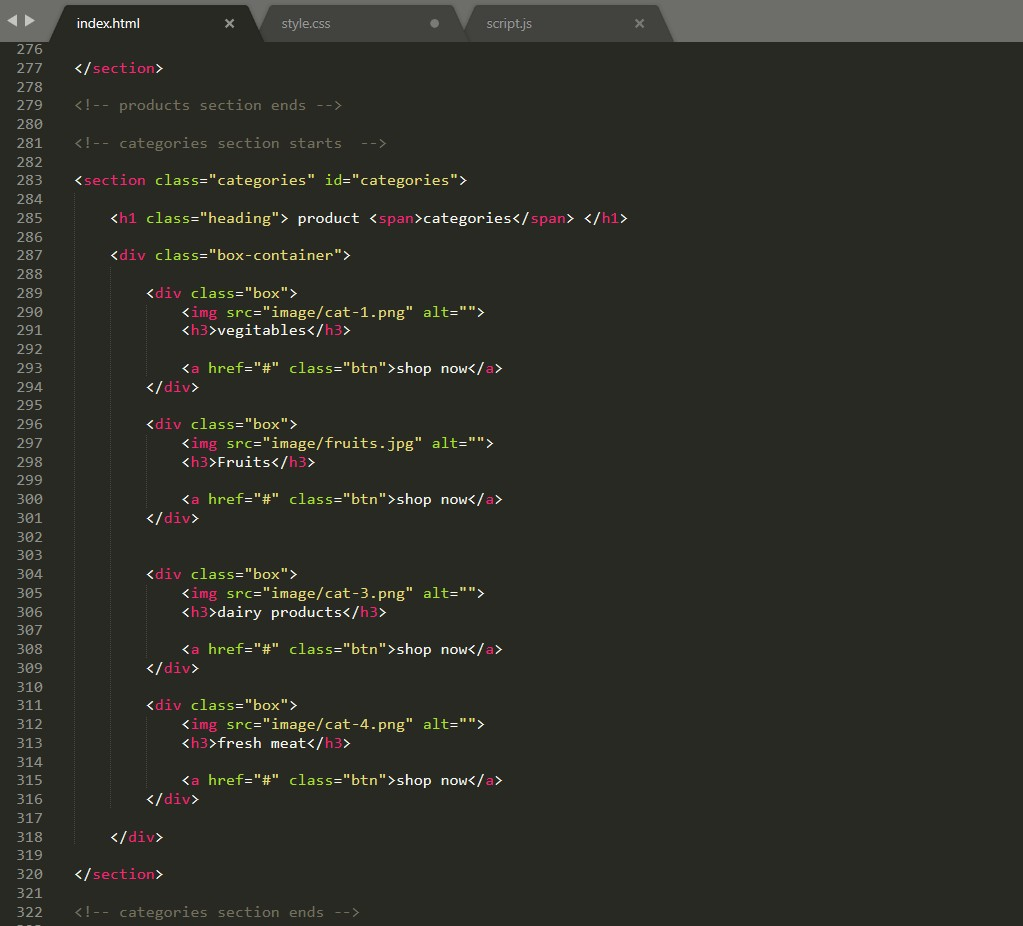 index.html × style.css script.js ×
276
277 </section>
278
279 <!-- products section ends -->
280
281 <!-- categories section starts  -->
282
283 <section class="categories" id="categories">
284
285     <h1 class="heading"> product <span>categories</span> </h1>
286
287     <div class="box-container">
288
289         <div class="box">
290             <img src="image/cat-1.png" alt="">
291             <h3>vegitables</h3>
292
293             <a href="#" class="btn">shop now</a>
294         </div>
295
296         <div class="box">
297             <img src="image/fruits.jpg" alt="">
298             <h3>Fruits</h3>
299
300             <a href="#" class="btn">shop now</a>
301         </div>
302
303
304         <div class="box">
305             <img src="image/cat-3.png" alt="">
306             <h3>dairy products</h3>
307
308             <a href="#" class="btn">shop now</a>
309         </div>
310
311         <div class="box">
312             <img src="image/cat-4.png" alt="">
313             <h3>fresh meat</h3>
314
315             <a href="#" class="btn">shop now</a>
316         </div>
317
318     </div>
319
320 </section>
321
322 <!-- categories section ends -->